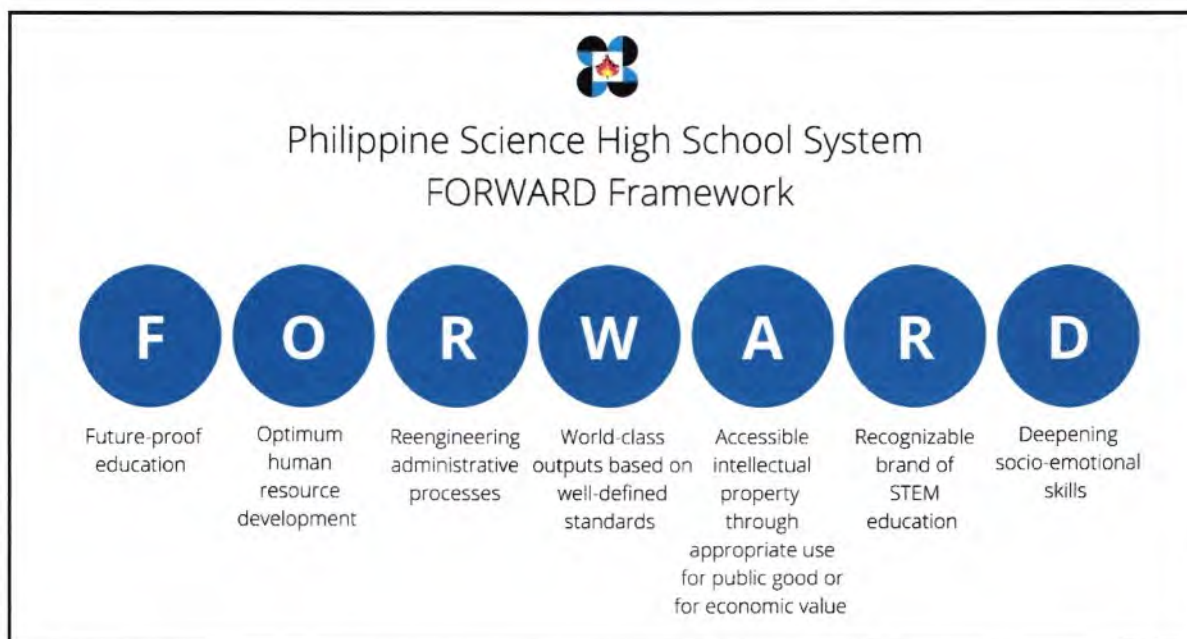 Philippine Science High School System
FORWARD Framework
F
O
R
W
A
R
D
Future-proof
education
Optimum
human
resource
development
Reengineering
administrative
processes
World-class
outputs based on
well-defined
standards
Accessible
intellectual
property
through
appropriate use
for public good or
for economic value
Recognizable
brand of
STEM
education
Deepening
socio-emotional
skills